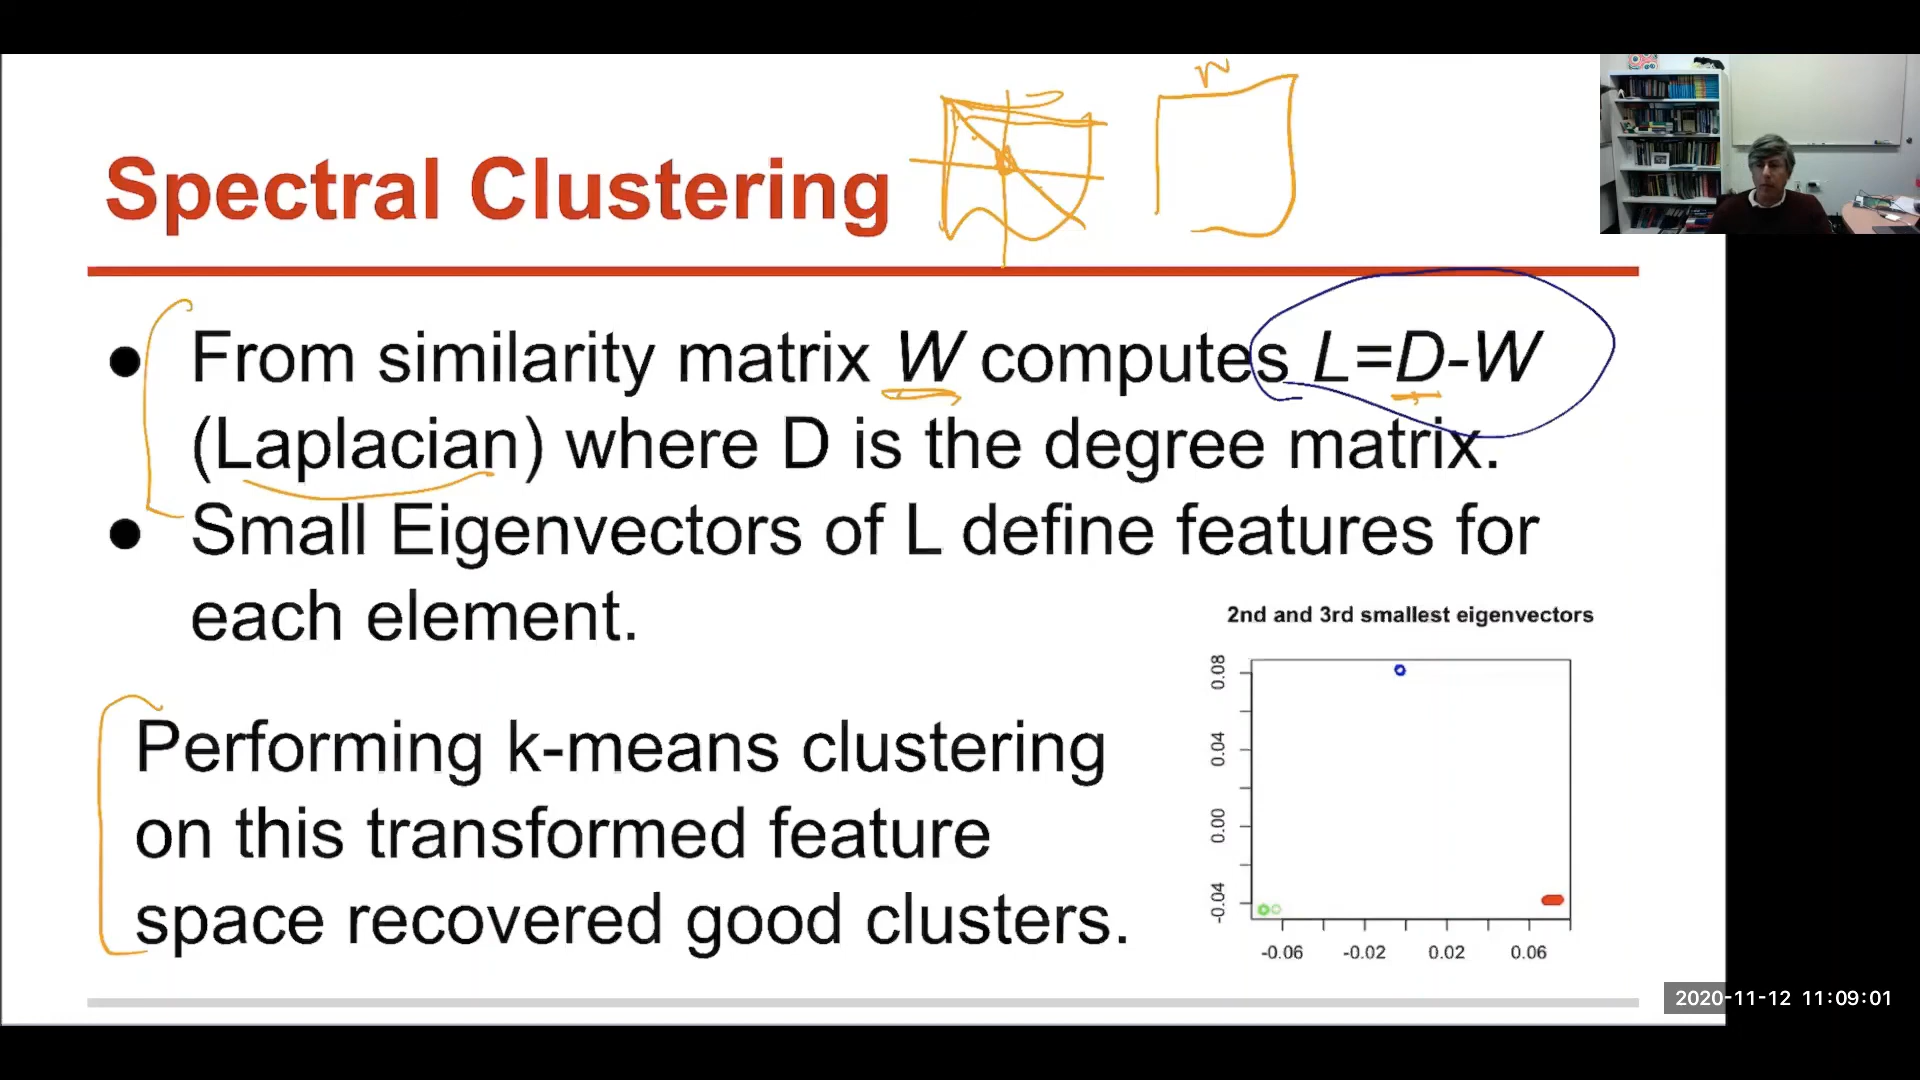 Spectral Clustering
n
● From similarity matrix W computes L=D-W
(Laplacian) where D is the degree matrix.
● Small Eigenvectors of L define features for
each element.
Performing k-means clustering
on this transformed feature
space recovered good clusters.
2nd and 3rd smallest eigenvectors
0.08
0.04
0.00
-0.04
-0.06 -0.02 0.02 0.06
2020-11-12 11:09:01